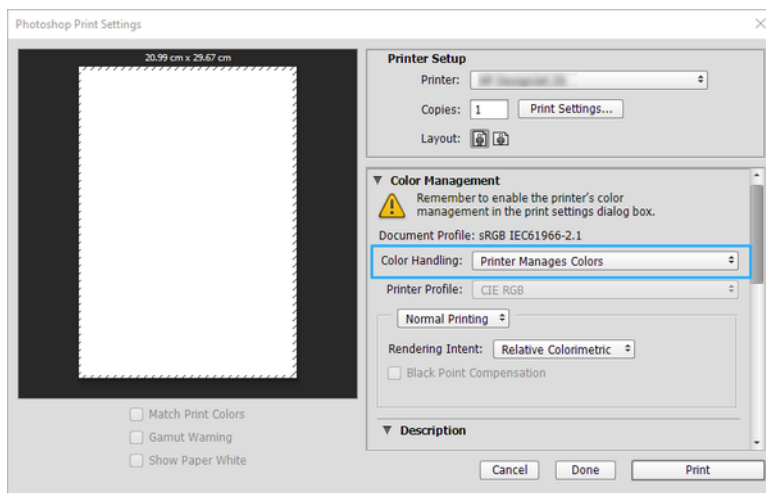 Photoshop Print Settings
20.99 cm x 29.67 cm
Match Print Colors
Gamut Warning
Show Paper White
Printer Setup
Printer:
Copies: 1 Print Settings...
Layout:
Color Management
Remember to enable the printer's color
management in the print settings dialog box.
Document Profile: sRGB IEC61966-2.1
Color Handling: Printer Manages Colors
Printer Profile: CIE RGB
Normal Printing
Rendering Intent: Relative Colorimetric
Black Point Compensation
Description
Cancel Done Print